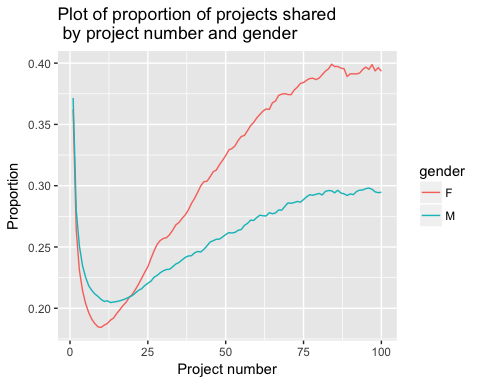 Plot of proportion of projects shared
by project number and gender
0.40
0.35
0.30
0.25
0.20
Proportion
0
25
50
75
100
Project number
gender
F
M